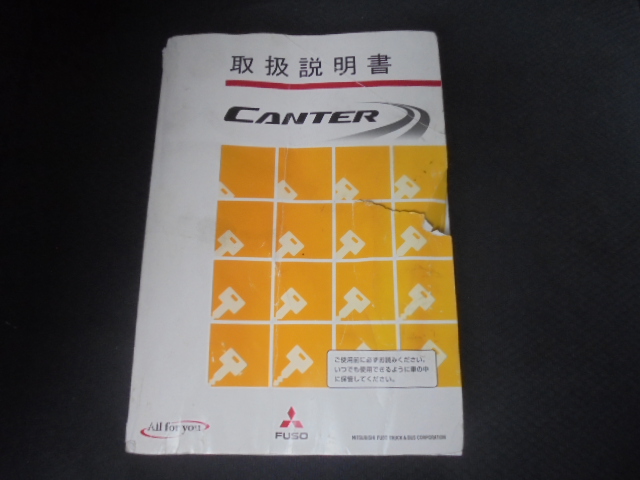 取扱説明書
CANTER
ご使用前に必ずお読みください。
いつでも使用できるように車の中
に保管してください。
All for you
FUSO
MITSUBISHI FUSO TRUCK & BUS CORPORATION